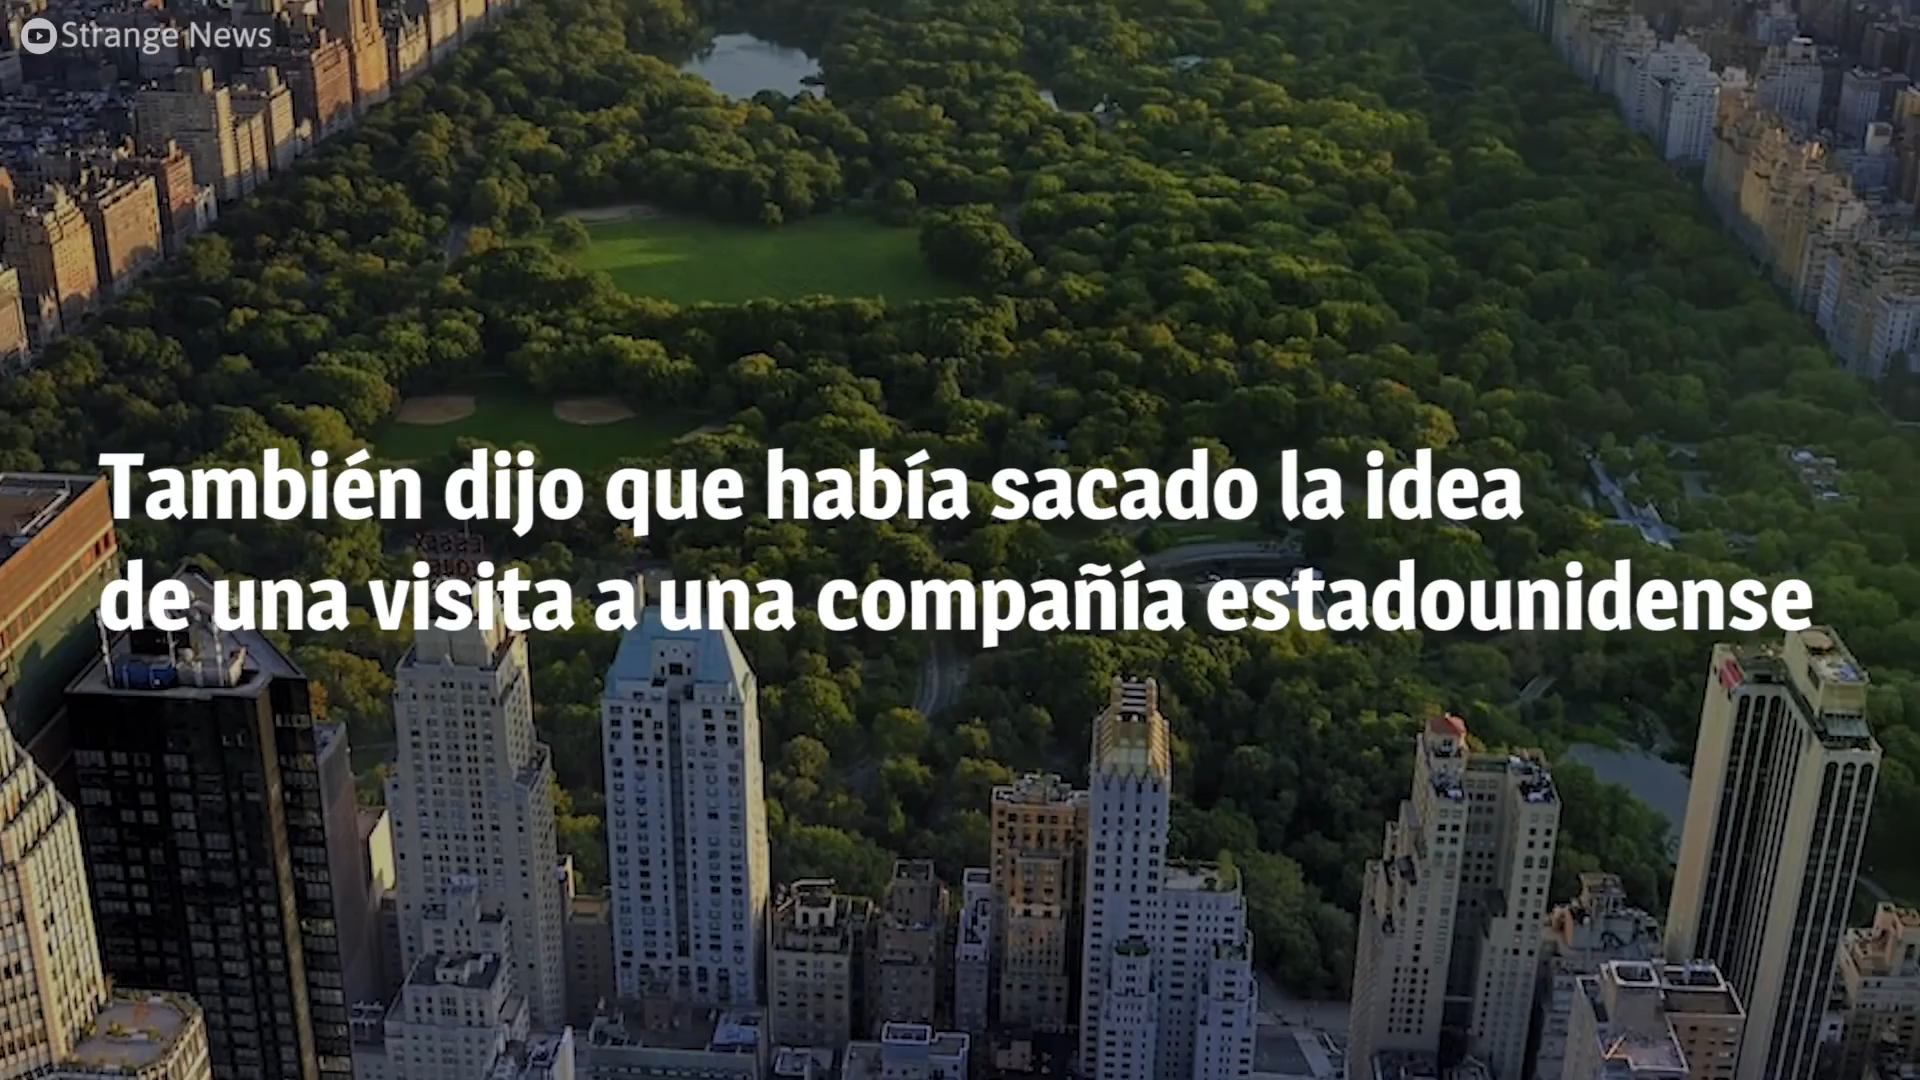 Strange News
También dijo que había sacado la idea
de una visita a una compañía estadounidense